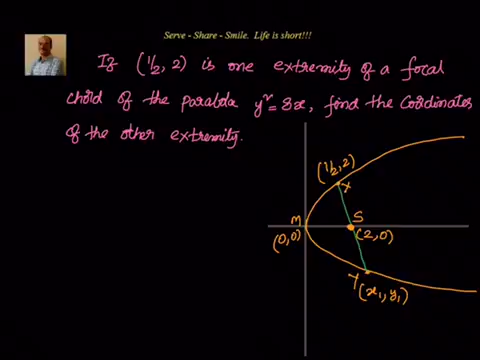 Serve - Share - Smile. Life is short!!!
If (1/2, 2) is one extremity of a focal
chord of the parabola y² = 8x, find the coordinates
of the other extremity.
(1/2, 2)
X
M
S
(0,0)
(2,0)
Y
(x₁, y₁)